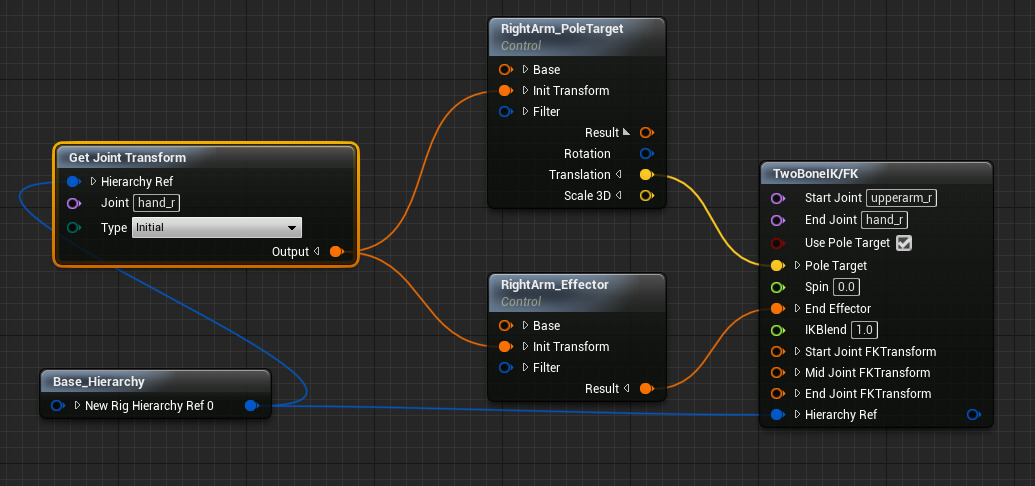 RightArm_PoleTarget
Control
Base
Init Transform
Filter
Result
Rotation
Translation
Scale 3D
Get Joint Transform
Hierarchy Ref
Joint hand_r
Type Initial
Output
RightArm_Effector
Control
Base
Init Transform
Filter
Result
Base_Hierarchy
New Rig Hierarchy Ref 0
TwoBoneIK/FK
Start Joint upperarm_r
End Joint hand_r
Use Pole Target
Pole Target
Spin 0.0
End Effector
IKBlend 1.0
Start Joint FKTransform
Mid Joint FKTransform
End Joint FKTransform
Hierarchy Ref